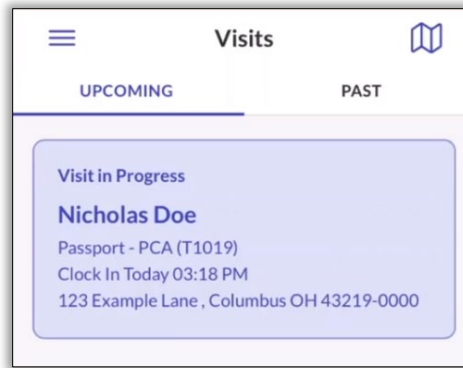 Visits
UPCOMING
PAST
Visit in Progress
Nicholas Doe
Passport - PCA (T1019)
Clock In Today 03:18 PM
123 Example Lane , Columbus OH 43219-0000